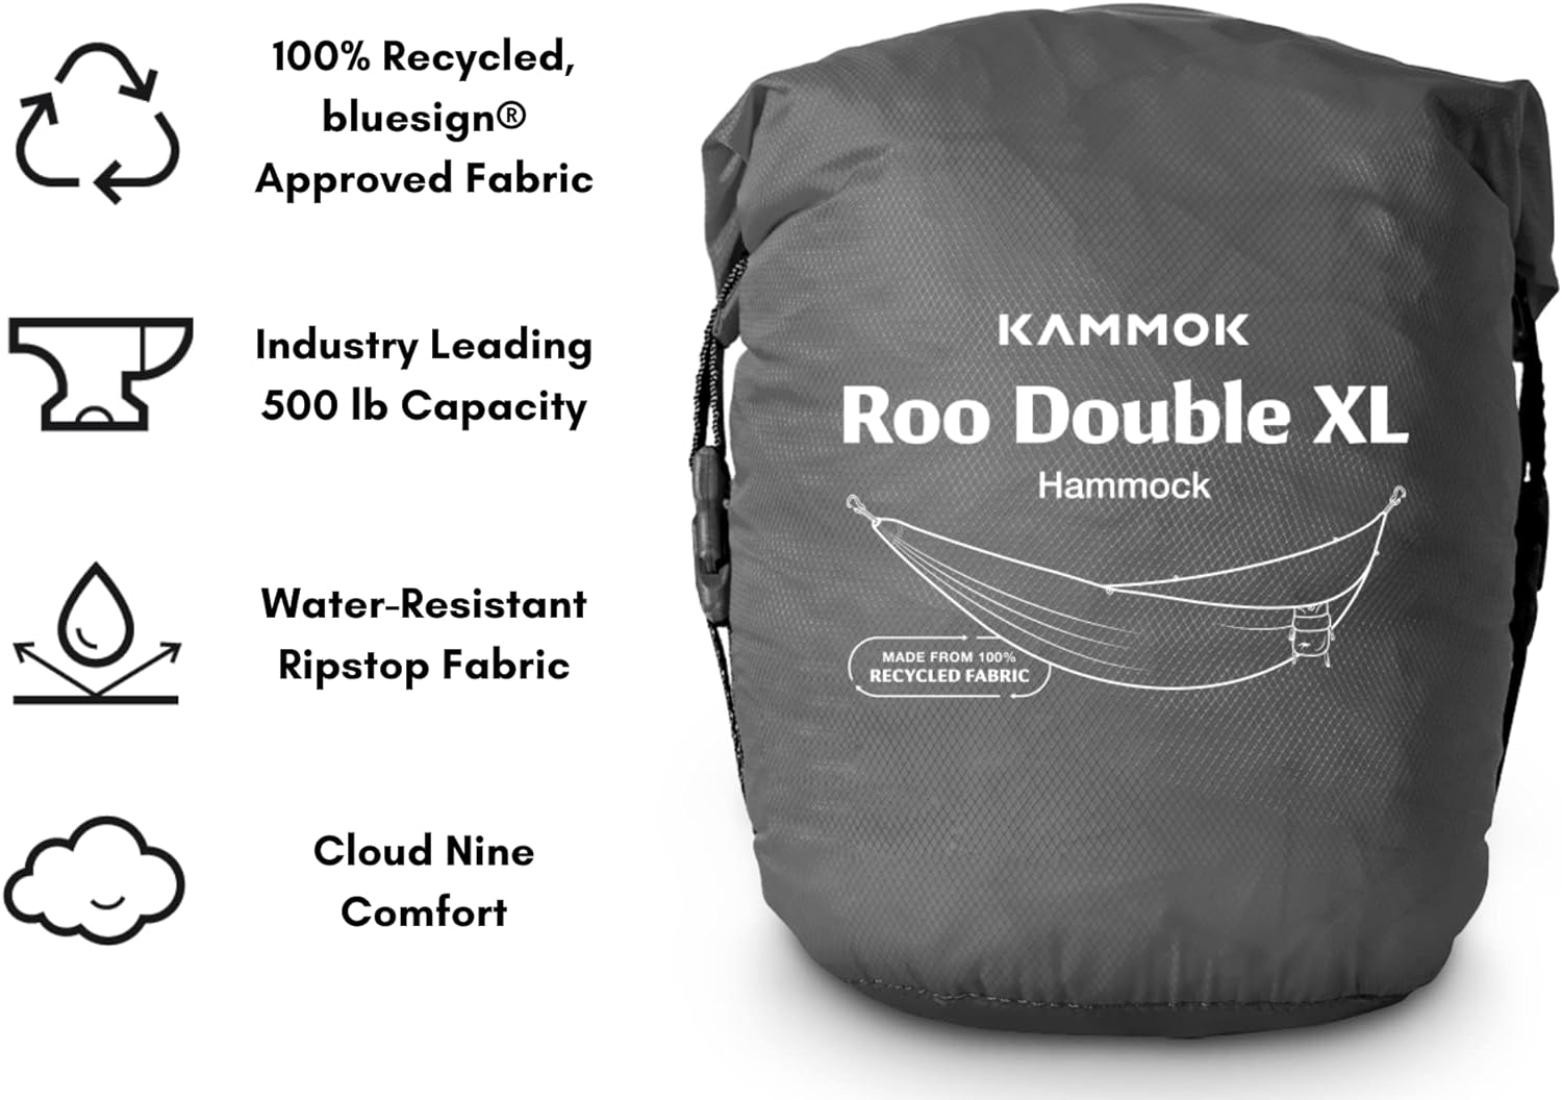 100% Recycled,
bluesign®
Approved Fabric
Industry Leading
500 lb Capacity
Water-Resistant
Ripstop Fabric
Cloud Nine
Comfort
KAMMOK
Roo Double XL
Hammock
MADE FROM 100%
RECYCLED FABRIC